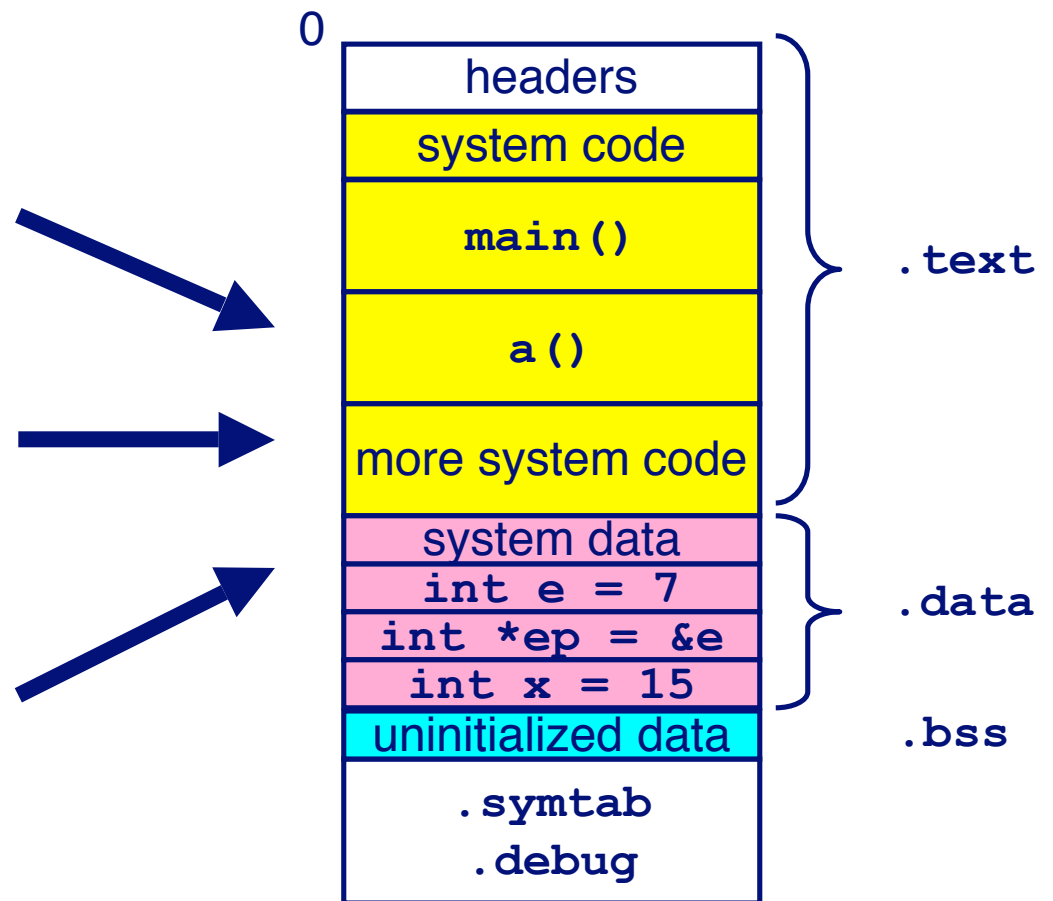 0
headers
system code
main()
a()
more system code
.text
system data
int e = 7
int *ep = &e
int x = 15
.data
uninitialized data
.bss
.symtab
.debug